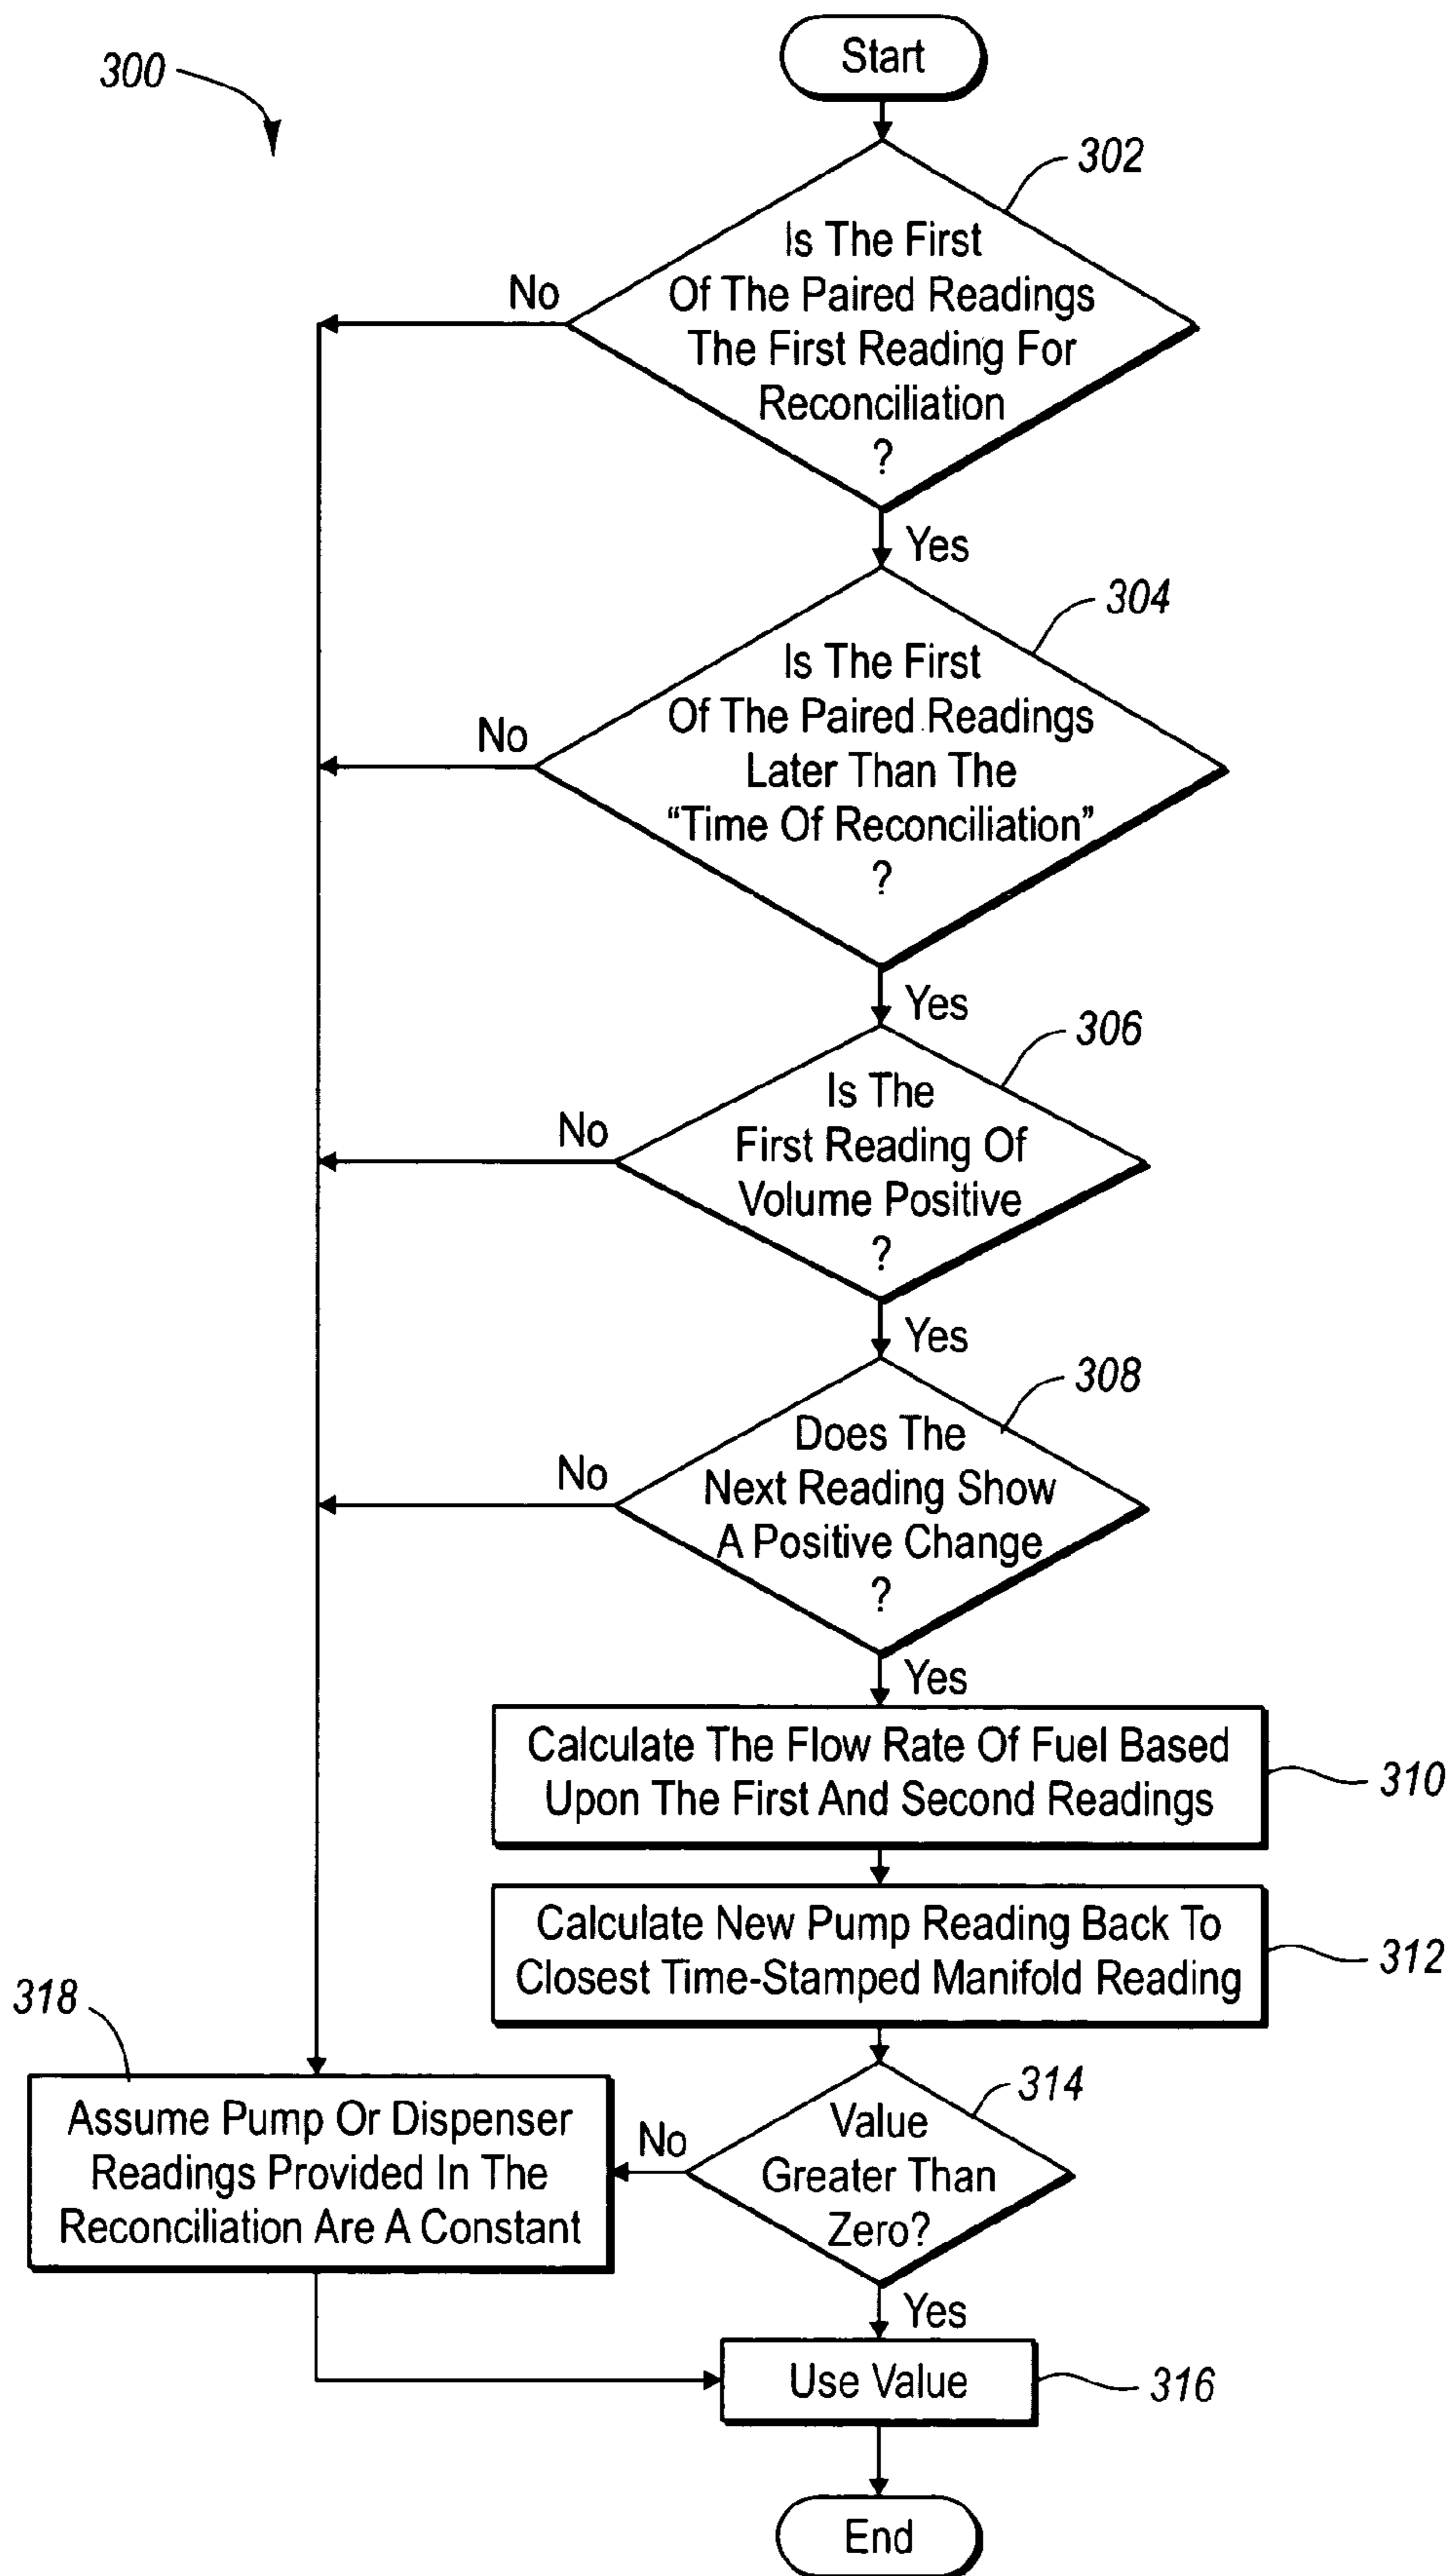 Start
300
302
Is The First
Of The Paired Readings
The First Reading For
Reconciliation
?
No
Yes
304
Is The First
Of The Paired Readings
Later Than The
“Time Of Reconciliation”
?
No
Yes
306
Is The
First Reading Of
Volume Positive
?
No
Yes
308
Does The
Next Reading Show
A Positive Change
?
No
Yes
Calculate The Flow Rate Of Fuel Based
Upon The First And Second Readings
310
Calculate New Pump Reading Back To
Closest Time-Stamped Manifold Reading
312
318
Assume Pump Or Dispenser
Readings Provided In The
Reconciliation Are A Constant
No
314
Value
Greater Than
Zero?
Yes
Use Value
316
End